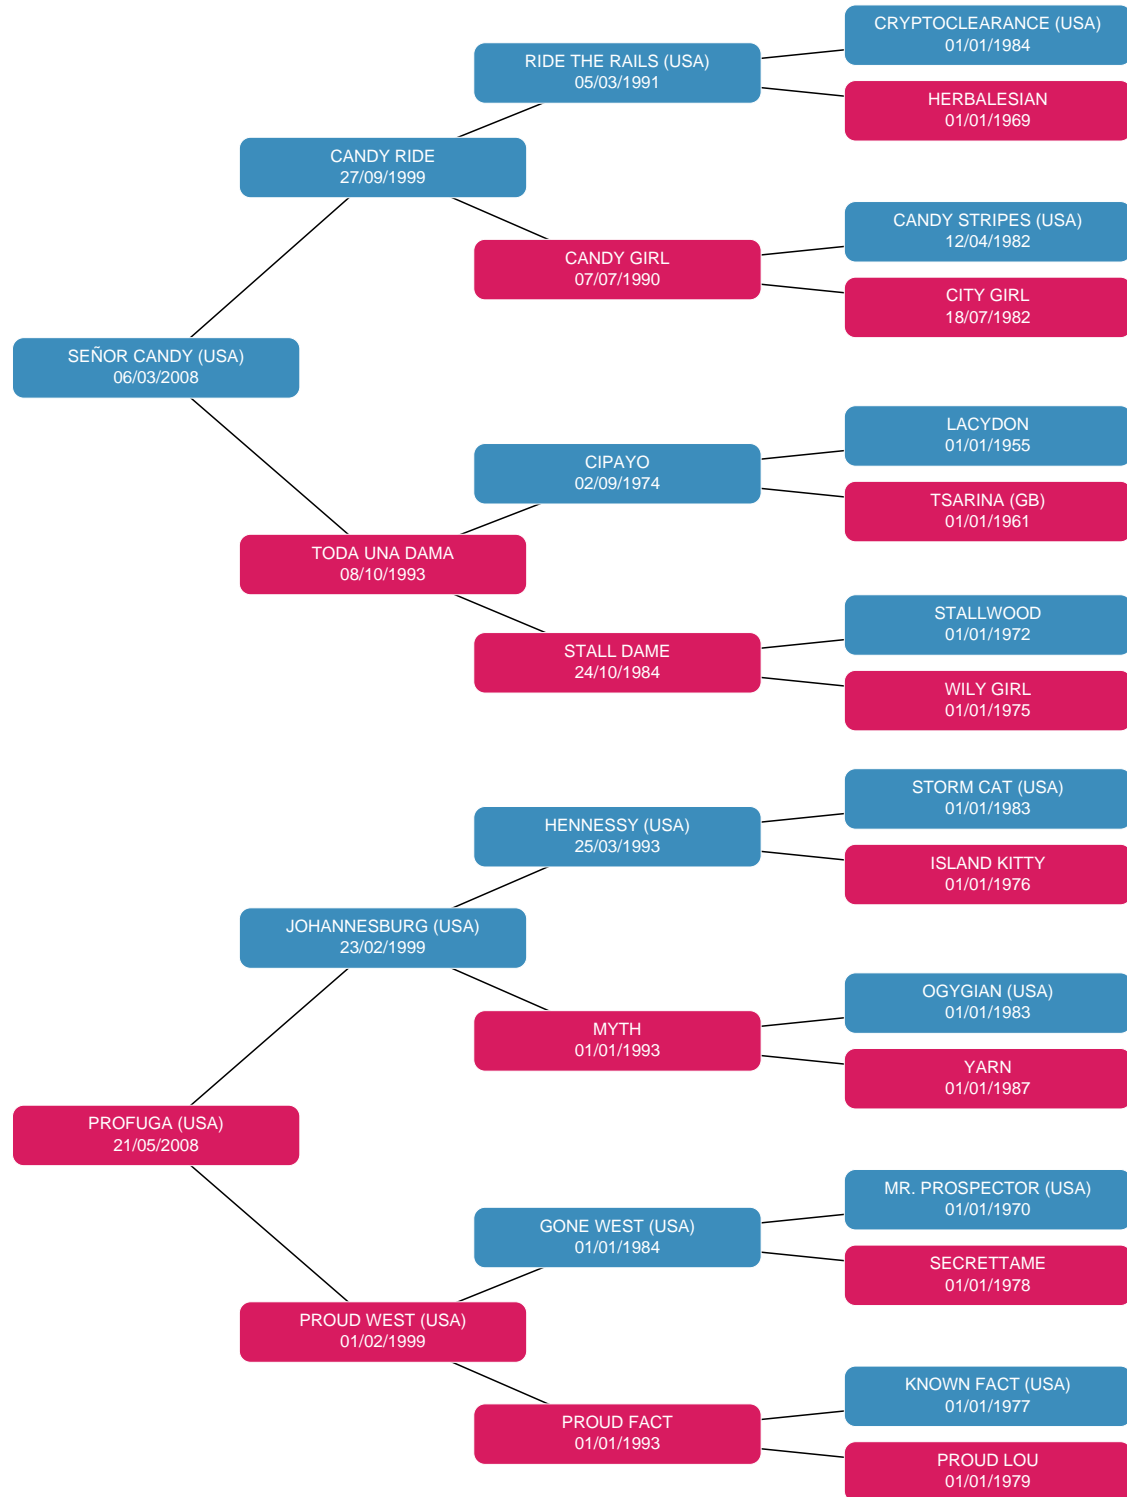 CRYPTOCLEARANCE (USA)
01/01/1984
RIDE THE RAILS (USA)
05/03/1991
HERBALESIAN
01/01/1969
CANDY RIDE
27/09/1999
CANDY STRIPES (USA)
12/04/1982
CANDY GIRL
07/07/1990
CITY GIRL
18/07/1982
SEÑOR CANDY (USA)
06/03/2008
LACYDON
01/01/1955
CIPAYO
02/09/1974
TSARINA (GB)
01/01/1961
TODA UNA DAMA
08/10/1993
STALLWOOD
01/01/1972
STALL DAME
24/10/1984
WILY GIRL
01/01/1975
STORM CAT (USA)
01/01/1983
HENNESSY (USA)
25/03/1993
ISLAND KITTY
01/01/1976
JOHANNESBURG (USA)
23/02/1999
OGYGIAN (USA)
01/01/1983
MYTH
01/01/1993
YARN
01/01/1987
PROFUGA (USA)
21/05/2008
MR. PROSPECTOR (USA)
01/01/1970
GONE WEST (USA)
01/01/1984
SECRETTAME
01/01/1978
PROUD WEST (USA)
01/02/1999
KNOWN FACT (USA)
01/01/1977
PROUD FACT
01/01/1993
PROUD LOU
01/01/1979